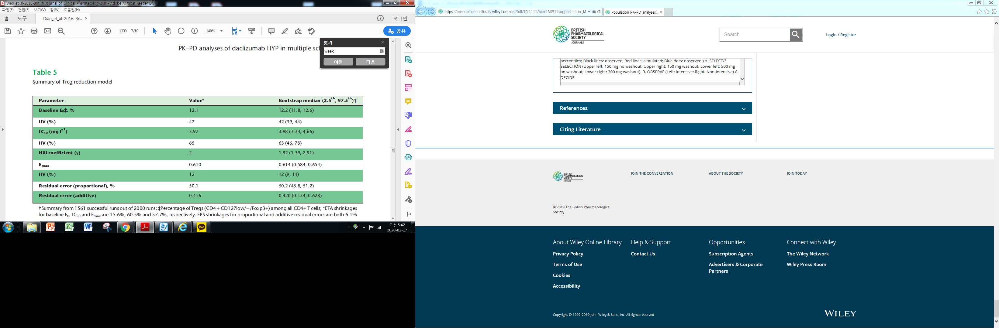 Diao_et_al-2016-British_Journal_of_Clinical_Pharmacology.pdf - Adobe Acrobat Reader DC
파일(F) 편집(E) 보기(V) 창(W) 도움말(H)
홈 도구 Diao_et_al-2016-Br... × 로그인
1339 7/10 140% 공유
PK–PD analyses of daclizumab HYP in multiple scl
찾기
week
이전 다음
Table 5
Summary of Treg reduction model
Parameter Value* Bootstrap median (2.5th, 97.5th)†
Baseline E0‡, % 12.1 12.2 (11.8, 12.6)
IIV (%) 42 42 (39, 44)
IC50 (mg l−1) 3.97 3.98 (3.34, 4.66)
IIV (%) 65 63 (46, 78)
Hill coefficient (γ) 2 1.92 (1.39, 2.91)
Emax 0.610 0.614 (0.584, 0.654)
IIV (%) 12 12 (9, 14)
Residual error (proportional), % 50.1 50.2 (48.8, 51.2)
Residual error (additive) 0.416 0.420 (0.154, 0.628)
†Summary from 1561 successful runs out of 2000 runs; ‡Percentage of Tregs (CD4 + CD127low/−/Foxp3+) among all CD4+ T cells; *ETA shrinkages
for baseline E0, IC50 and Emax are 15.6%, 60.5% and 57.7%, respectively. EPS shrinkages for proportional and additive residual errors are both 6.1%
TALK
오후 5:42
2020-02-17
https://bpspubs.onlinelibrary.wiley.com/doi/full/10.1111/bcp.13051#support-infor
Population PK–PD analyses... ×
BRITISH
PHARMACOLOGICAL
SOCIETY
JOURNALS
Search
Login / Register
percentiles; Black lines: observed; Red lines: simulated; Blue dots: observed.) A. SELECT/?
SELECTION (Upper left: 150 mg no washout; Upper right: 150 mg washout; Lower left: 300 mg
no washout; Lower right: 300 mg washout). B. OBSERVE (Left: intensive; Right: Non-intensive) C.
DECIDE
References
Citing Literature
BRITISH
PHARMACOLOGICAL
SOCIETY
JOURNALS
JOIN THE CONVERSATION ABOUT THE SOCIETY JOIN TODAY
© 2019 The British Pharmacological
Society
About Wiley Online Library
Privacy Policy
Terms of Use
Cookies
Accessibility
Help & Support
Contact Us
Opportunities
Subscription Agents
Advertisers & Corporate
Partners
Connect with Wiley
The Wiley Network
Wiley Press Room
Copyright © 1999-2019 John Wiley & Sons, Inc. All rights reserved
WILEY